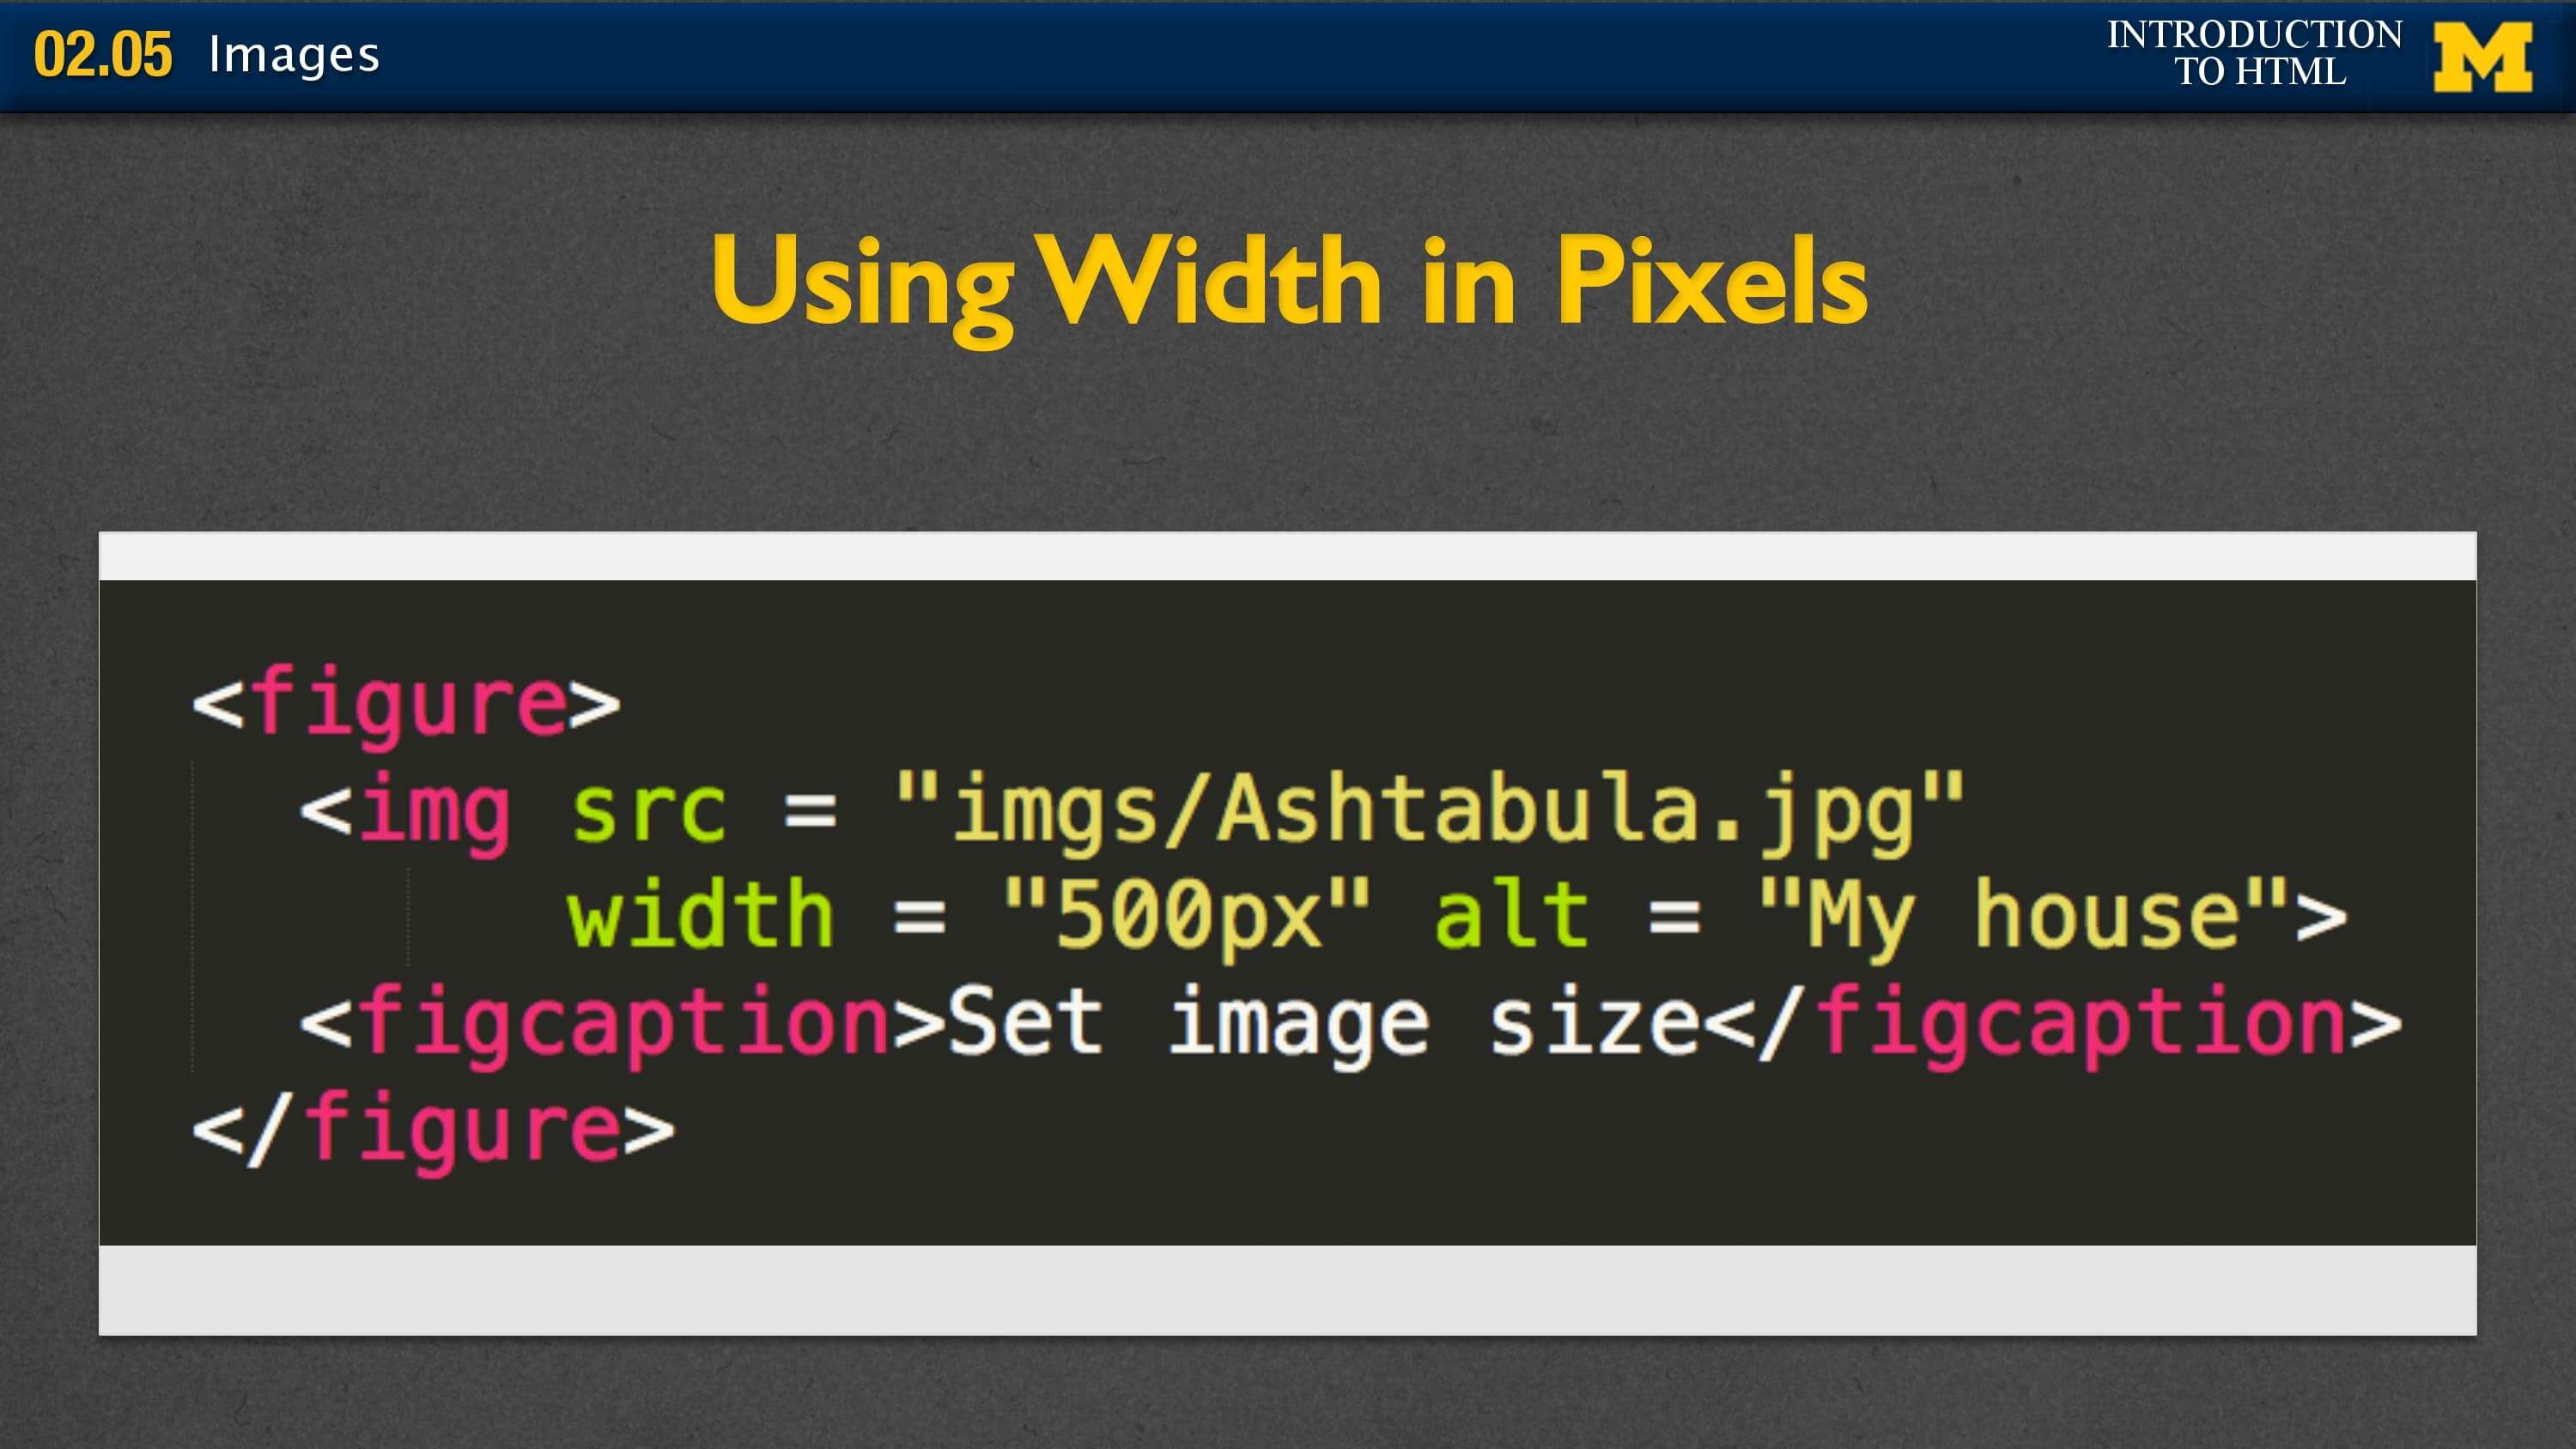 02.05 Images
INTRODUCTION
TO HTML
M
Using Width in Pixels
<figure>
<img src = "imgs/Ashtabula.jpg"
width = "500px" alt = "My house">
<figcaption>Set image size</figcaption>
</figure>